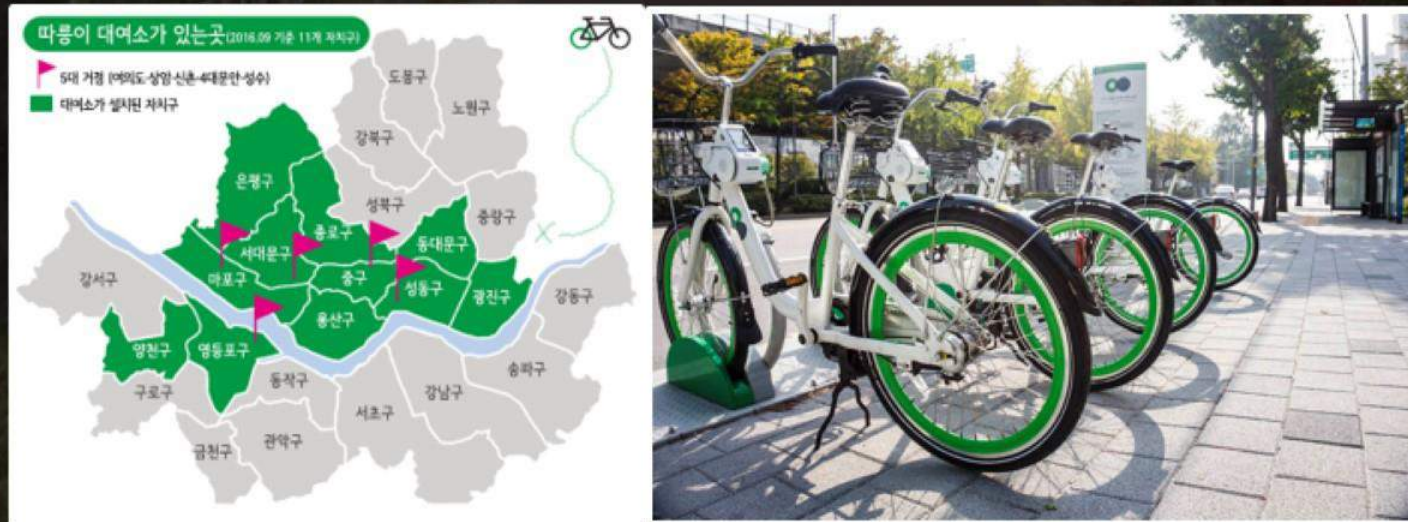 따릉이 대여소가 있는곳(2016.09 기준 11개 자치구)
5대 거점 (여의도·상암·신촌·4대문안·성수)
대여소가 설치된 자치구
도봉구
노원구
강북구
은평구
성북구
중랑구
종로구
동대문구
서대문구
강서구
마포구
중구
성동구
광진구
강동구
용산구
양천구
영등포구
송파구
동작구
구로구
강남구
서초구
관악구
금천구